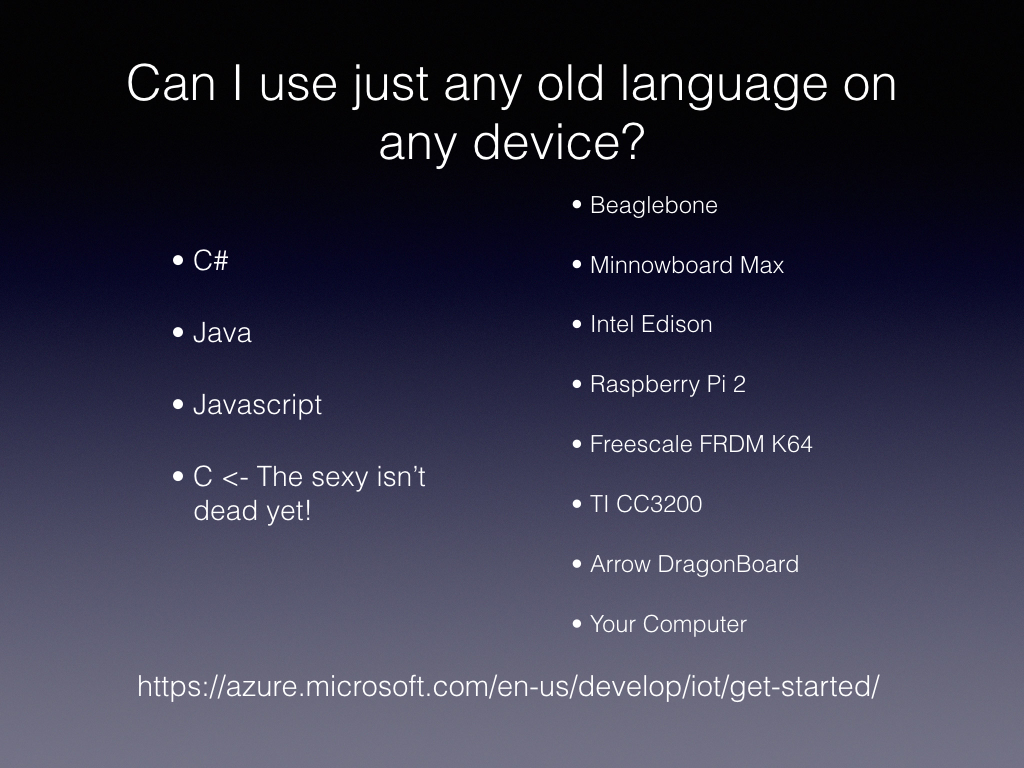 Can I use just any old language on
any device?
• C#
• Java
• Javascript
• C <- The sexy isn’t
dead yet!
• Beaglebone
• Minnowboard Max
• Intel Edison
• Raspberry Pi 2
• Freescale FRDM K64
• TI CC3200
• Arrow DragonBoard
• Your Computer
https://azure.microsoft.com/en-us/develop/iot/get-started/